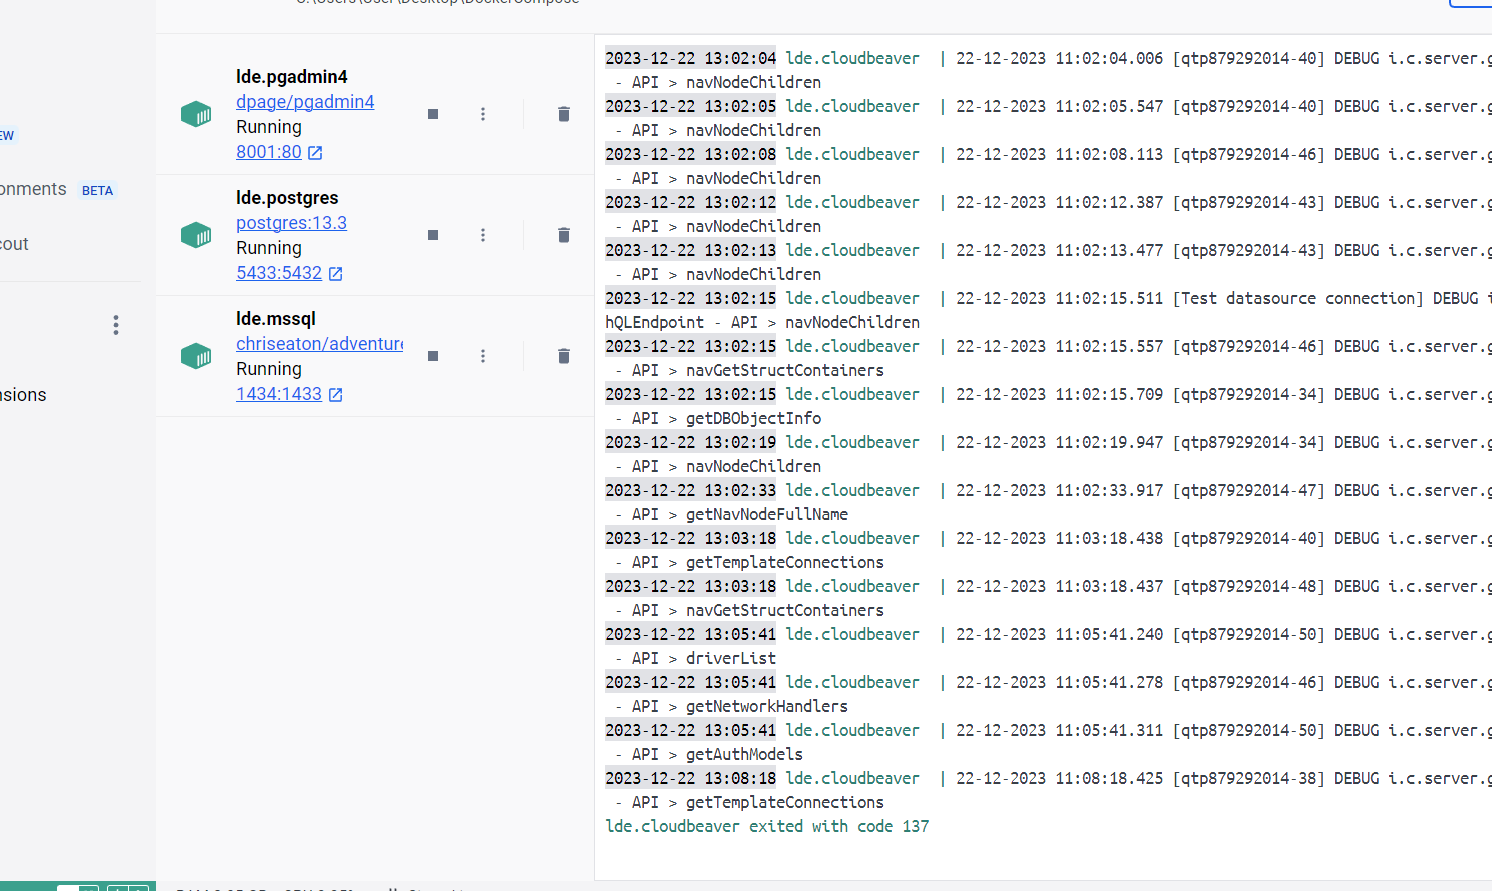 lde.pgadmin4
dpage/pgadmin4
Running
8001:80
EW
onments BETA
lde.postgres
postgres:13.3
Running
5433:5432
cout
lde.mssql
chriseaton/adventure
Running
1434:1433
nsions
2023-12-22 13:02:04 lde.cloudbeaver | 22-12-2023 11:02:04.006 [qtp879292014-40] DEBUG i.c.server.g
- API > navNodeChildren
2023-12-22 13:02:05 lde.cloudbeaver | 22-12-2023 11:02:05.547 [qtp879292014-40] DEBUG i.c.server.g
- API > navNodeChildren
2023-12-22 13:02:08 lde.cloudbeaver | 22-12-2023 11:02:08.113 [qtp879292014-46] DEBUG i.c.server.g
- API > navNodeChildren
2023-12-22 13:02:12 lde.cloudbeaver | 22-12-2023 11:02:12.387 [qtp879292014-43] DEBUG i.c.server.g
- API > navNodeChildren
2023-12-22 13:02:13 lde.cloudbeaver | 22-12-2023 11:02:13.477 [qtp879292014-43] DEBUG i.c.server.g
- API > navNodeChildren
2023-12-22 13:02:15 lde.cloudbeaver | 22-12-2023 11:02:15.511 [Test datasource connection] DEBUG i
hQLEndpoint - API > navNodeChildren
2023-12-22 13:02:15 lde.cloudbeaver | 22-12-2023 11:02:15.557 [qtp879292014-46] DEBUG i.c.server.g
- API > navGetStructContainers
2023-12-22 13:02:15 lde.cloudbeaver | 22-12-2023 11:02:15.709 [qtp879292014-34] DEBUG i.c.server.g
- API > getDBObjectInfo
2023-12-22 13:02:19 lde.cloudbeaver | 22-12-2023 11:02:19.947 [qtp879292014-34] DEBUG i.c.server.g
- API > navNodeChildren
2023-12-22 13:02:33 lde.cloudbeaver | 22-12-2023 11:02:33.917 [qtp879292014-47] DEBUG i.c.server.g
- API > getNavNodeFullName
2023-12-22 13:03:18 lde.cloudbeaver | 22-12-2023 11:03:18.438 [qtp879292014-40] DEBUG i.c.server.g
- API > getTemplateConnections
2023-12-22 13:03:18 lde.cloudbeaver | 22-12-2023 11:03:18.437 [qtp879292014-48] DEBUG i.c.server.g
- API > navGetStructContainers
2023-12-22 13:05:41 lde.cloudbeaver | 22-12-2023 11:05:41.240 [qtp879292014-50] DEBUG i.c.server.g
- API > driverList
2023-12-22 13:05:41 lde.cloudbeaver | 22-12-2023 11:05:41.278 [qtp879292014-46] DEBUG i.c.server.g
- API > getNetworkHandlers
2023-12-22 13:05:41 lde.cloudbeaver | 22-12-2023 11:05:41.311 [qtp879292014-50] DEBUG i.c.server.g
- API > getAuthModels
2023-12-22 13:08:18 lde.cloudbeaver | 22-12-2023 11:08:18.425 [qtp879292014-38] DEBUG i.c.server.g
- API > getTemplateConnections
lde.cloudbeaver exited with code 137